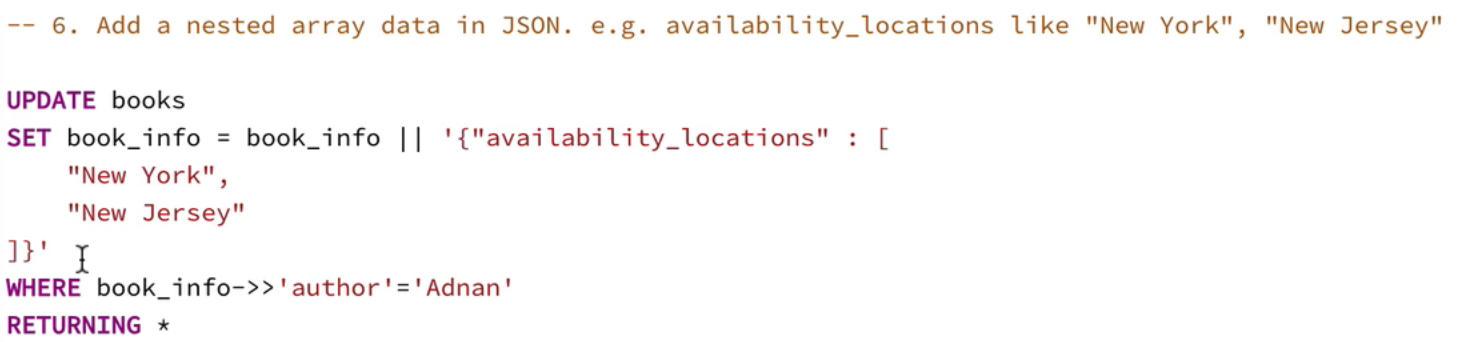 -- 6. Add a nested array data in JSON. e.g. availability_locations like "New York", "New Jersey"
UPDATE books
SET book_info = book_info || '{"availability_locations" : [
    "New York",
    "New Jersey"
]}'
WHERE book_info->>'author'='Adnan'
RETURNING *